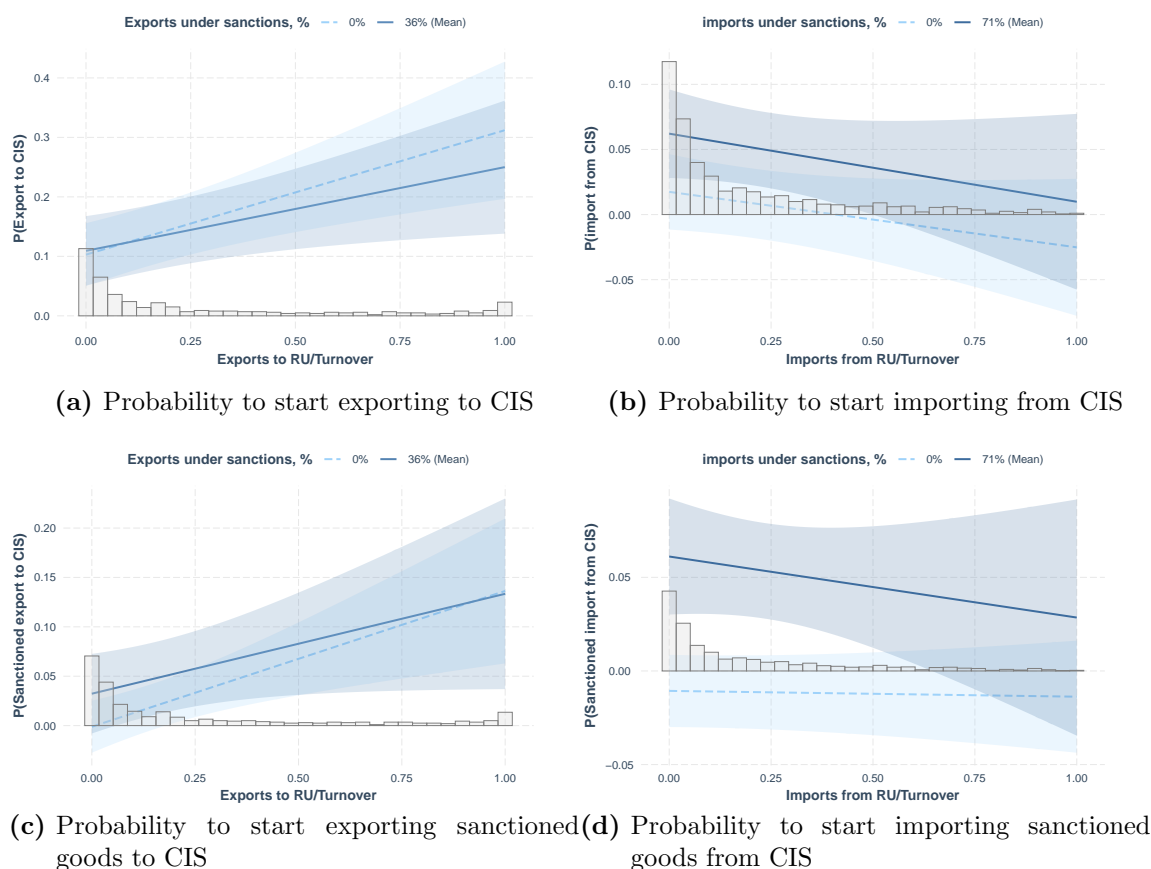 Exports under sanctions, % 0% 36% (Mean)
P(Export to CIS)
0.4
0.3
0.2
0.1
0.0
0.00 0.25 0.50 0.75 1.00
Exports to RU/Turnover
(a) Probability to start exporting to CIS
imports under sanctions, % 0% 71% (Mean)
P(import from CIS)
0.10
0.05
0.00
−0.05
0.00 0.25 0.50 0.75 1.00
Imports from RU/Turnover
(b) Probability to start importing from CIS
Exports under sanctions, % 0% 36% (Mean)
P(Sanctioned export to CIS)
0.20
0.15
0.10
0.05
0.00
0.00 0.25 0.50 0.75 1.00
Exports to RU/Turnover
(c) Probability to start exporting sanctioned
goods to CIS
imports under sanctions, % 0% 71% (Mean)
P(Sanctioned import from CIS)
0.05
0.00
−0.05
0.00 0.25 0.50 0.75 1.00
Imports from RU/Turnover
(d) Probability to start importing sanctioned
goods from CIS